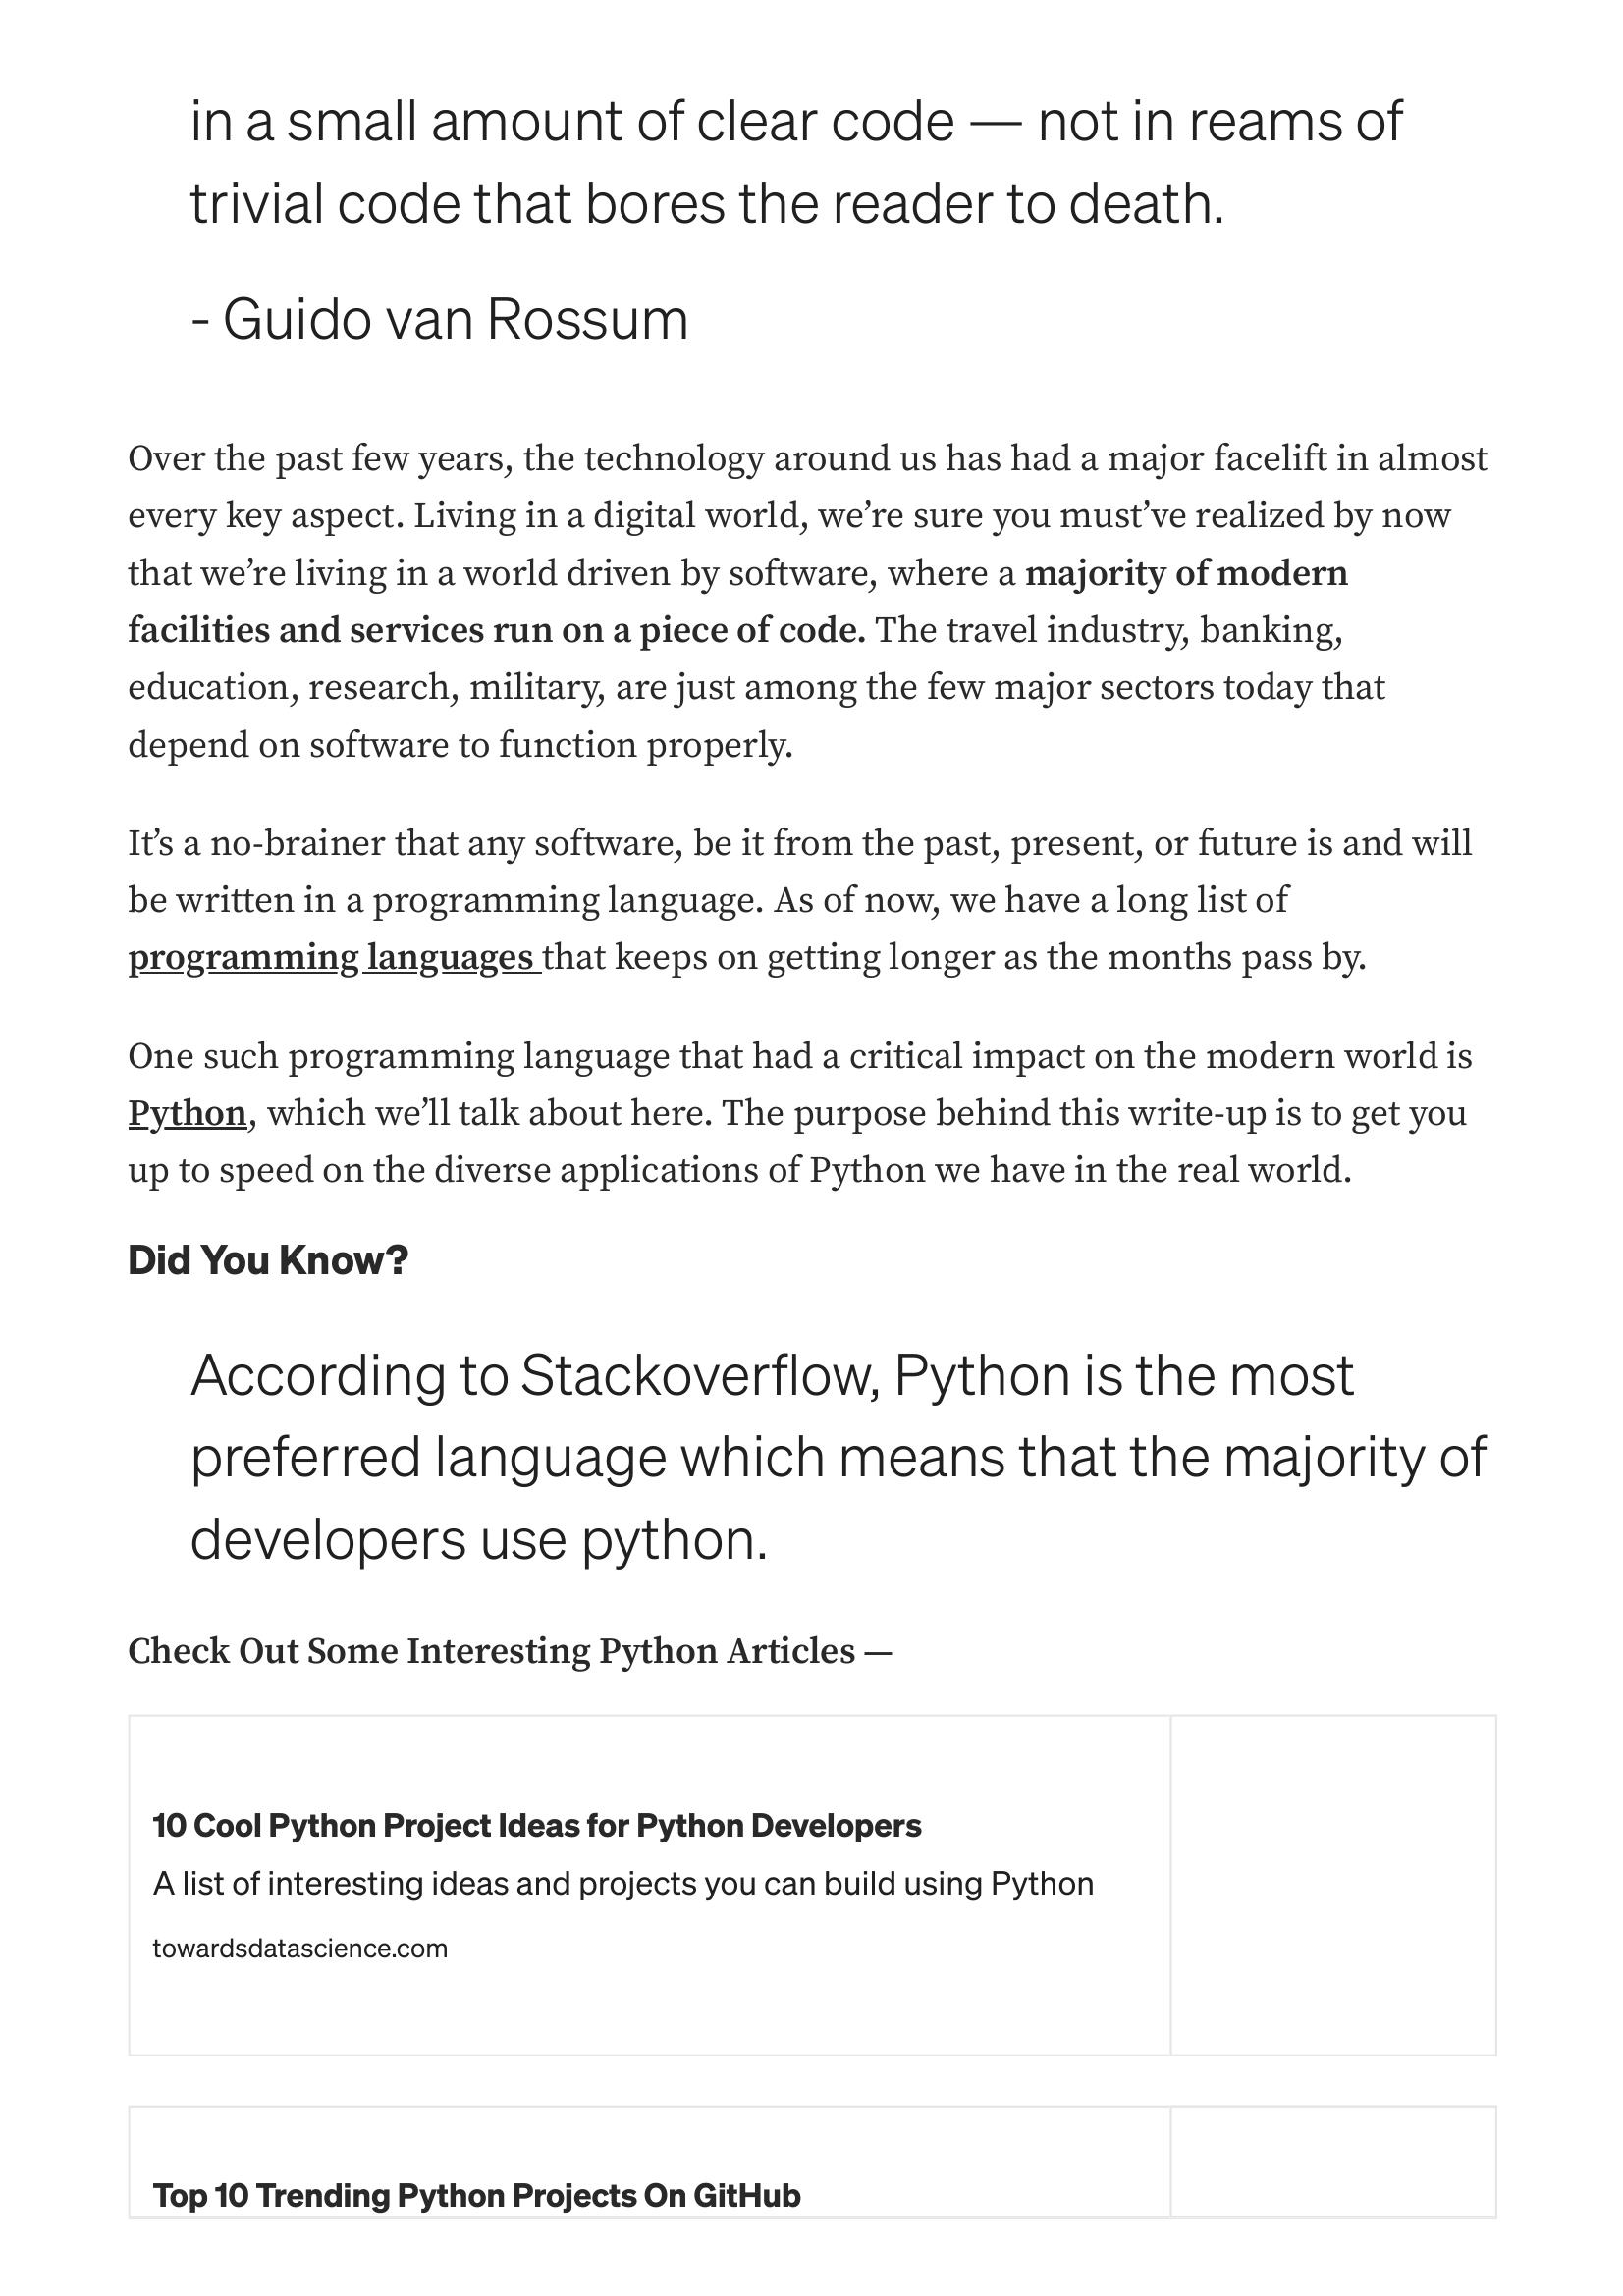 in a small amount of clear code — not in reams of
trivial code that bores the reader to death.
- Guido van Rossum
Over the past few years, the technology around us has had a major facelift in almost
every key aspect. Living in a digital world, we’re sure you must’ve realized by now
that we’re living in a world driven by software, where a majority of modern
facilities and services run on a piece of code. The travel industry, banking,
education, research, military, are just among the few major sectors today that
depend on software to function properly.
It’s a no-brainer that any software, be it from the past, present, or future is and will
be written in a programming language. As of now, we have a long list of
programming languages that keeps on getting longer as the months pass by.
One such programming language that had a critical impact on the modern world is
Python, which we’ll talk about here. The purpose behind this write-up is to get you
up to speed on the diverse applications of Python we have in the real world.
Did You Know?
According to Stackoverflow, Python is the most
preferred language which means that the majority of
developers use python.
Check Out Some Interesting Python Articles —
10 Cool Python Project Ideas for Python Developers
A list of interesting ideas and projects you can build using Python
towardsdatascience.com
Top 10 Trending Python Projects On GitHub